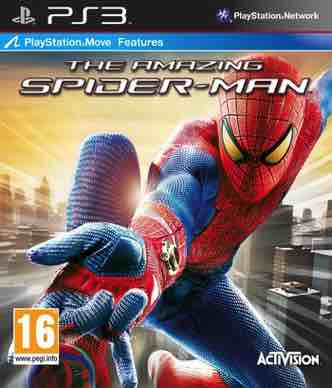 PS3
PlayStation®Network
PlayStation®Move Features
THE AMAZING
SPIDER-MAN
16
www.pegi.info
ACTIVISION